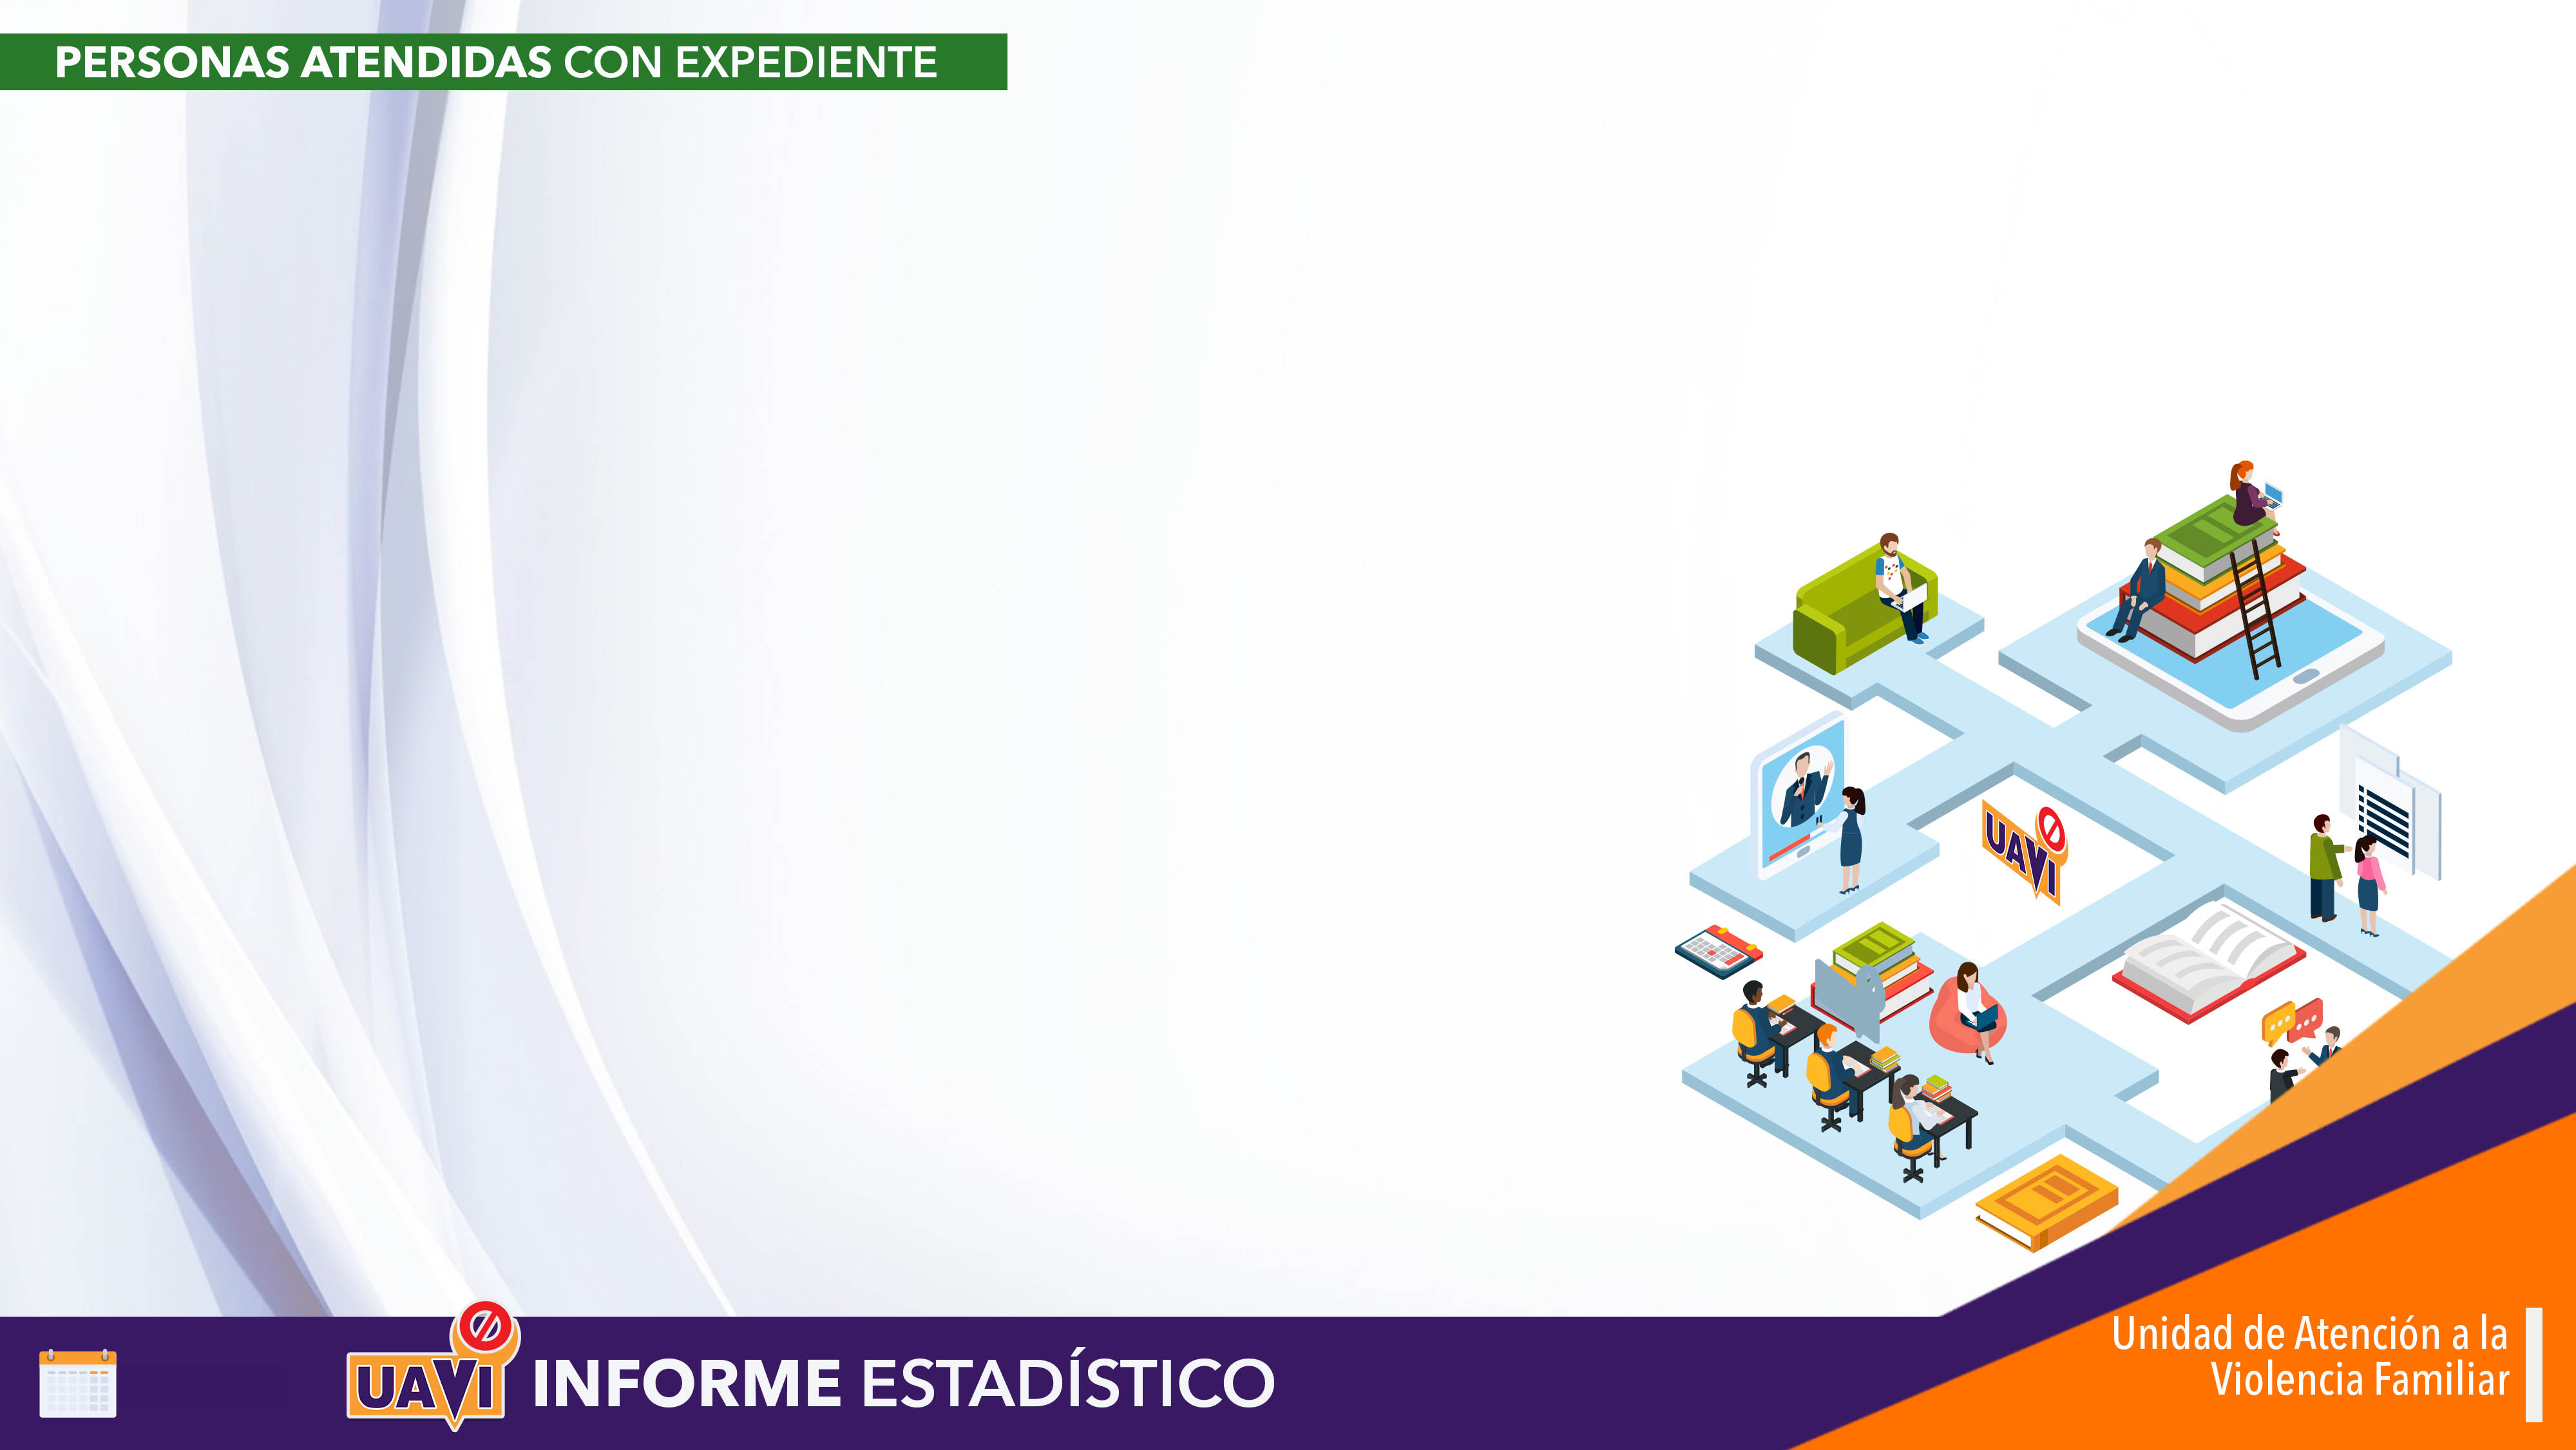 PERSONAS ATENDIDAS CON EXPEDIENTE
UAVI
UAVI
INFORME ESTADÍSTICO
Unidad de Atención a la
Violencia Familiar